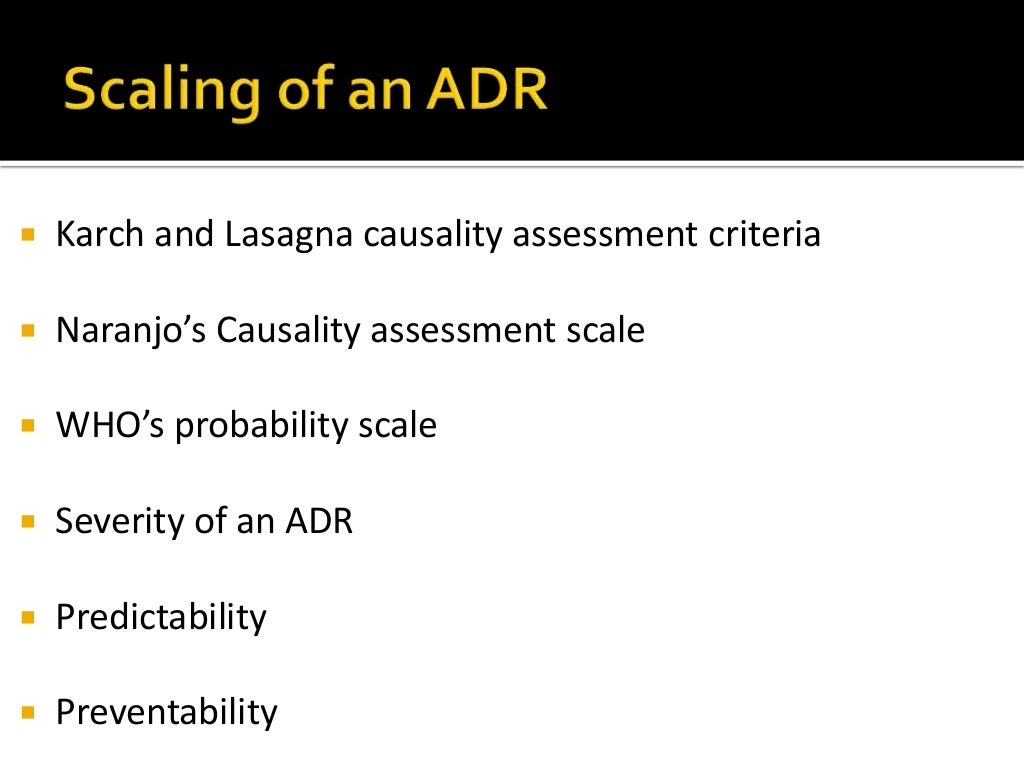 Scaling of an ADR
Karch and Lasagna causality assessment criteria
Naranjo’s Causality assessment scale
WHO’s probability scale
Severity of an ADR
Predictability
Preventability